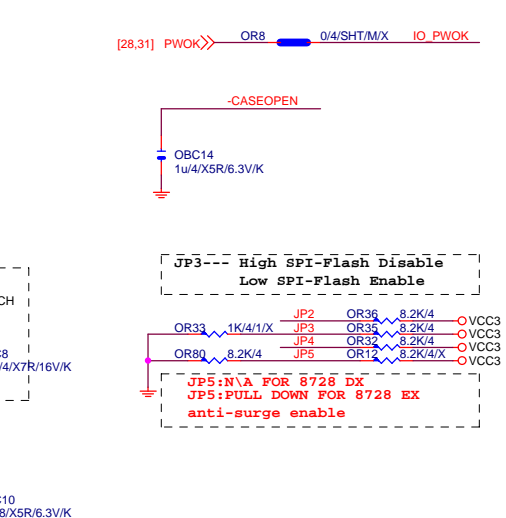 [28,31] PWOK OR8 0/4/SHT/M/X IO_PWOK
-CASEOPEN
OBC14
1u/4/X5R/6.3V/K
JP3--- High SPI-Flash Disable
Low SPI-Flash Enable
CH
JP2 OR36 8.2K/4 VCC3
OR33 1K/4/1/X JP3 OR35 8.2K/4 VCC3
JP4 OR32 8.2K/4 VCC3
OR80 8.2K/4 JP5 OR12 8.2K/4/X VCC3
C8
/4/X7R/16V/K
JP5:N\A FOR 8728 DX
JP5:PULL DOWN FOR 8728 EX
anti-surge enable
C10
8/X5R/6.3V/K